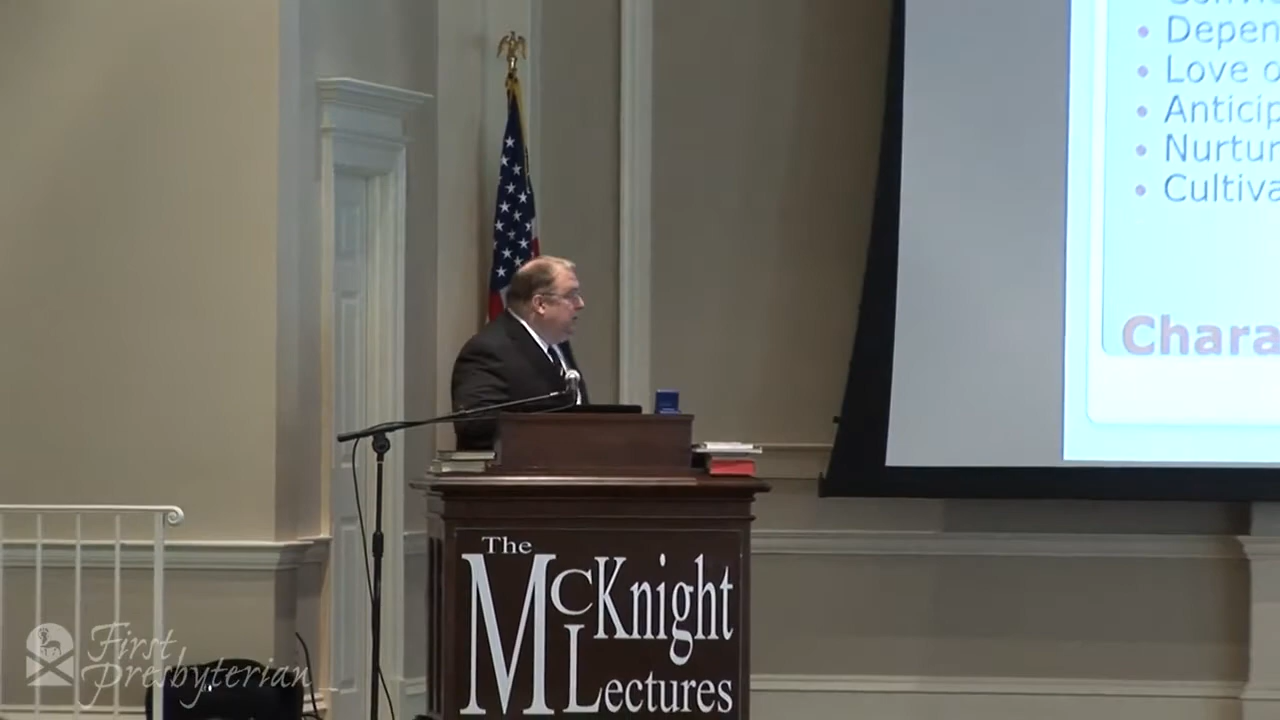 Depen
Love o
Anticip
Nurtur
Cultiva
Chara
The
McKnight
Lectures
First
Presbyterian